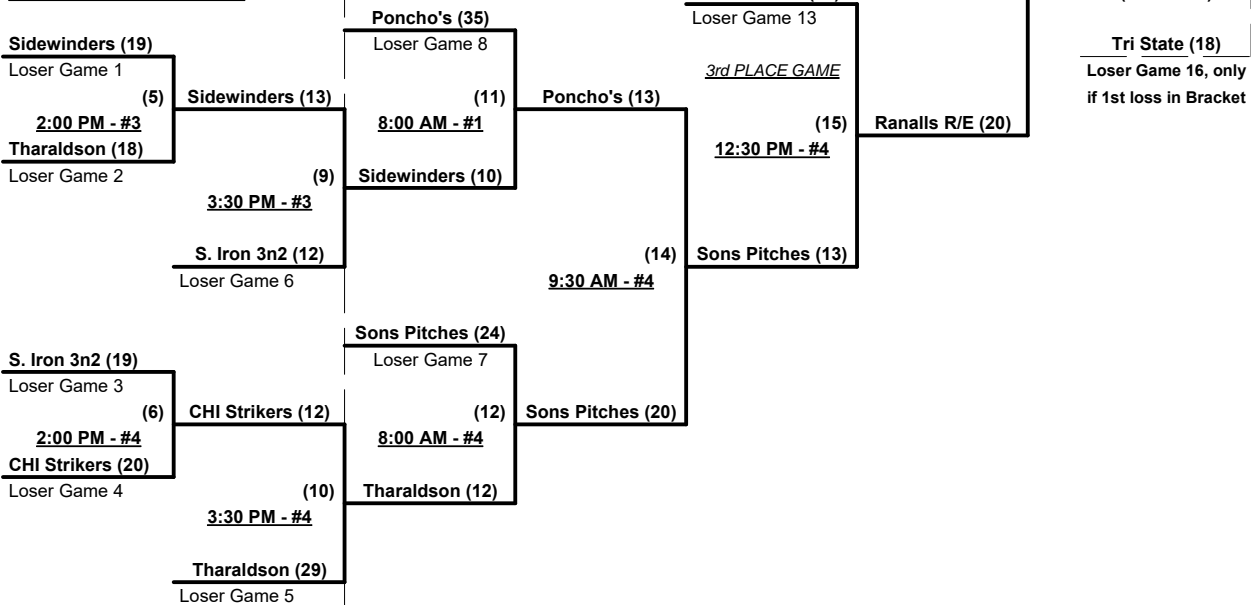 Poncho's (35)
Loser Game 13
Sidewinders (19)
Loser Game 8
Tri State (18)
Loser Game 1
3rd PLACE GAME
Loser Game 16, only
(5)
Sidewinders (13)
(11)
Poncho's (13)
if 1st loss in Bracket
2:00 PM - #3
8:00 AM - #1
(15)
Ranalls R/E (20)
Tharaldson (18)
12:30 PM - #4
Loser Game 2
(9)
Sidewinders (10)
3:30 PM - #3
S. Iron 3n2 (12)
(14)
Sons Pitches (13)
Loser Game 6
9:30 AM - #4
Sons Pitches (24)
S. Iron 3n2 (19)
Loser Game 7
Loser Game 3
(6)
CHI Strikers (12)
(12)
Sons Pitches (20)
2:00 PM - #4
8:00 AM - #4
CHI Strikers (20)
Loser Game 4
(10)
Tharaldson (12)
3:30 PM - #4
Tharaldson (29)
Loser Game 5